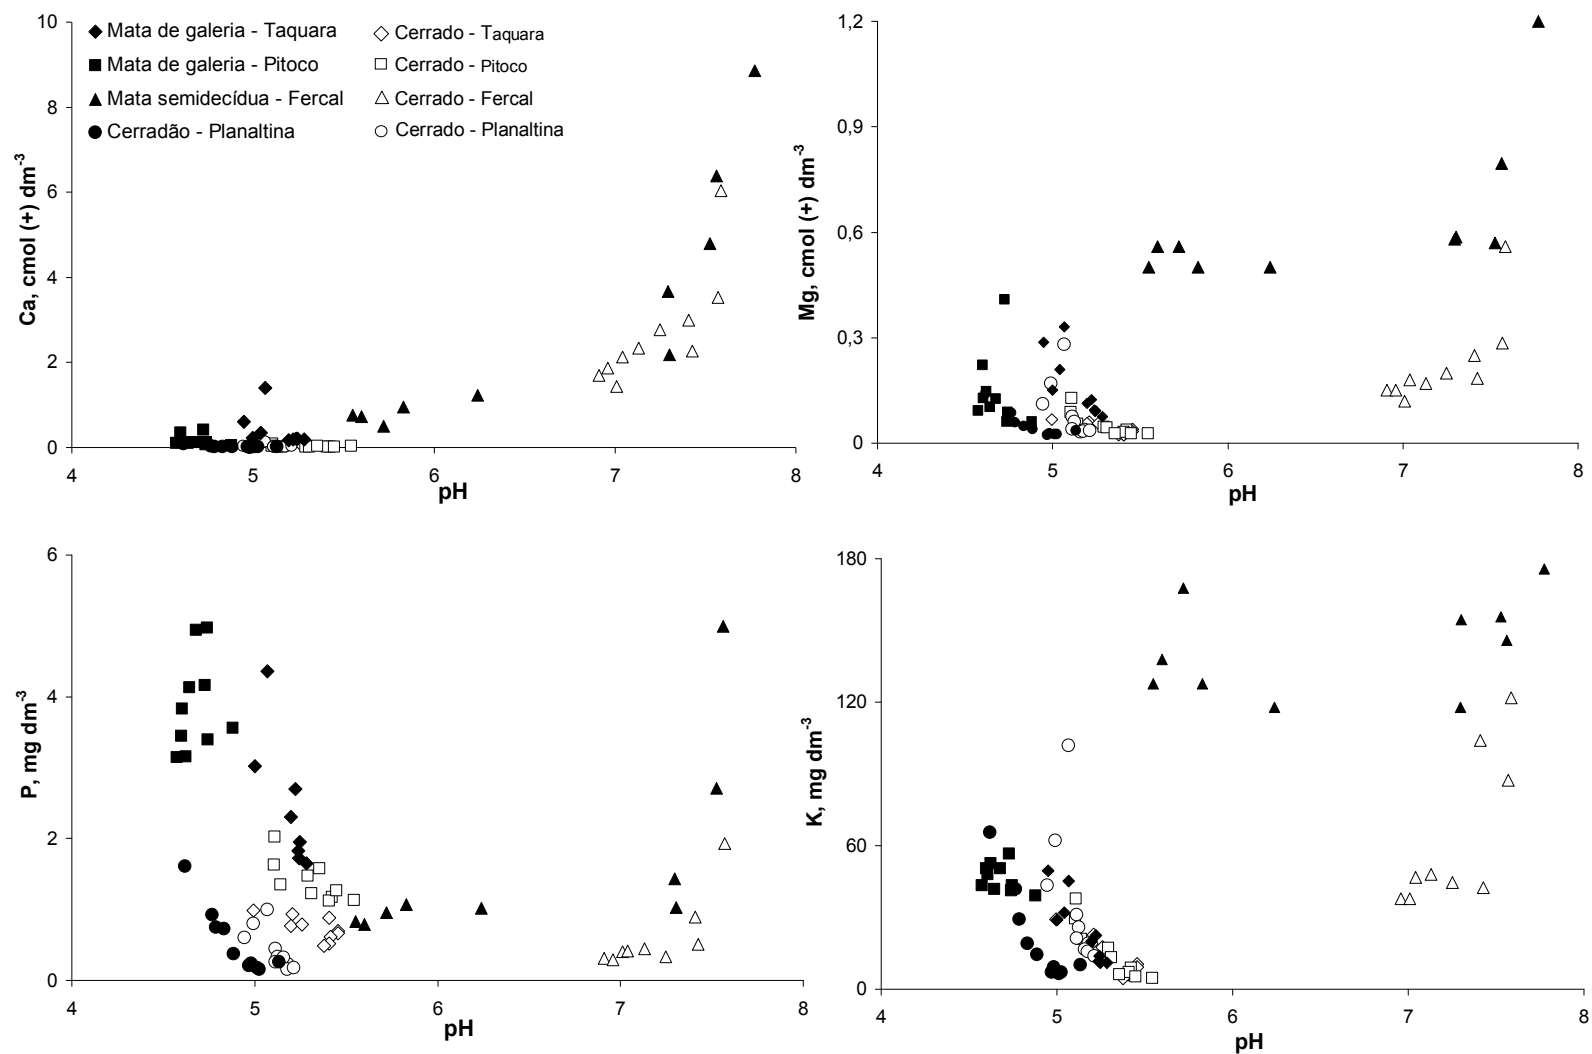 10
8
6
4
2
0
Ca, cmol (+) dm-3
4 5 6 7 8
pH
Mata de galeria - Taquara
Mata de galeria - Pitoco
Mata semidecídua - Fercal
Cerradão - Planaltina
Cerrado - Taquara
Cerrado - Pitoco
Cerrado - Fercal
Cerrado - Planaltina
1,2
0,9
0,6
0,3
0
Mg, cmol (+) dm-3
4 5 6 7 8
pH
6
4
2
0
P, mg dm-3
4 5 6 7 8
pH
180
120
60
0
K, mg dm-3
4 5 6 7 8
pH